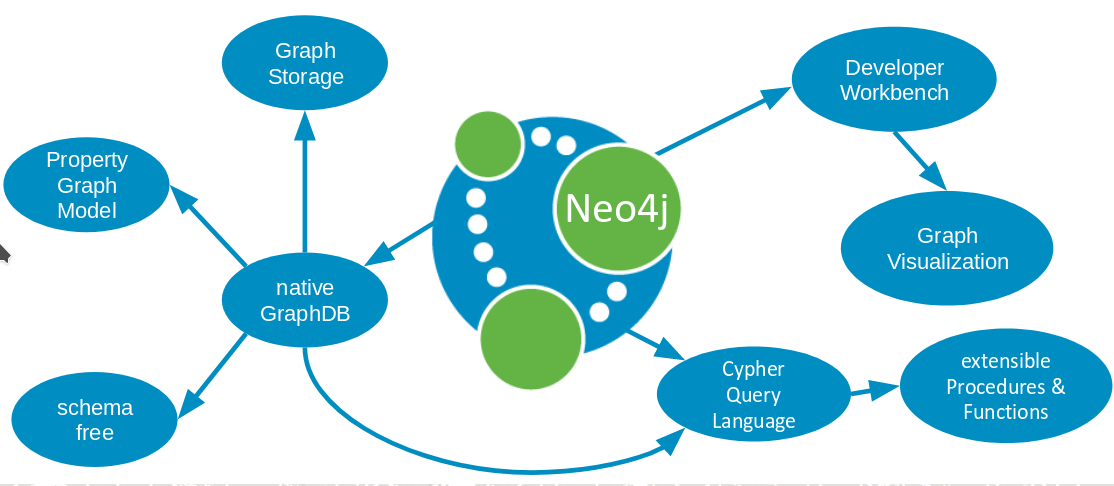 Graph
Storage
Developer
Workbench
Property
Graph
Model
Neo4j
Graph
Visualization
native
GraphDB
schema
free
Cypher
Query
Language
extensible
Procedures &
Functions